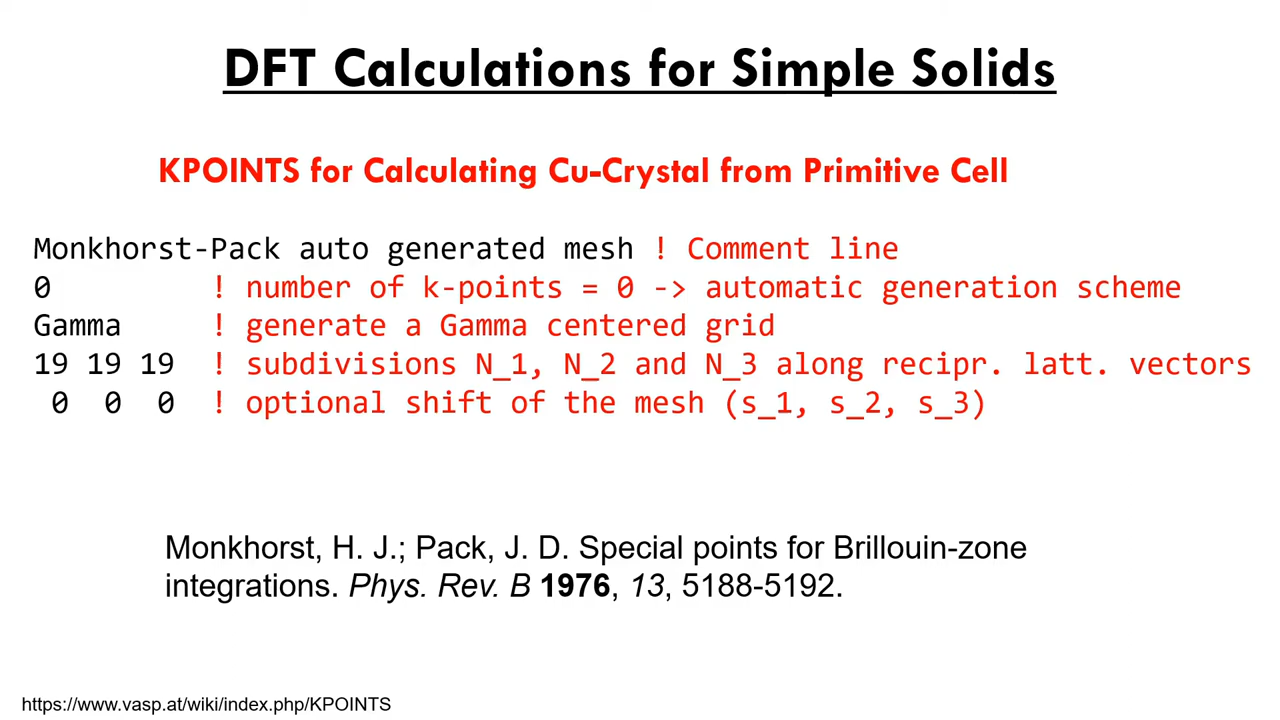 DFT Calculations for Simple Solids
KPOINTS for Calculating Cu-Crystal from Primitive Cell
Monkhorst-Pack auto generated mesh ! Comment line
0 ! number of k-points = 0 -> automatic generation scheme
Gamma ! generate a Gamma centered grid
19 19 19 ! subdivisions N_1, N_2 and N_3 along recipr. latt. vectors
0 0 0 ! optional shift of the mesh (s_1, s_2, s_3)
Monkhorst, H. J.; Pack, J. D. Special points for Brillouin-zone
integrations. Phys. Rev. B 1976, 13, 5188-5192.
https://www.vasp.at/wiki/index.php/KPOINTS